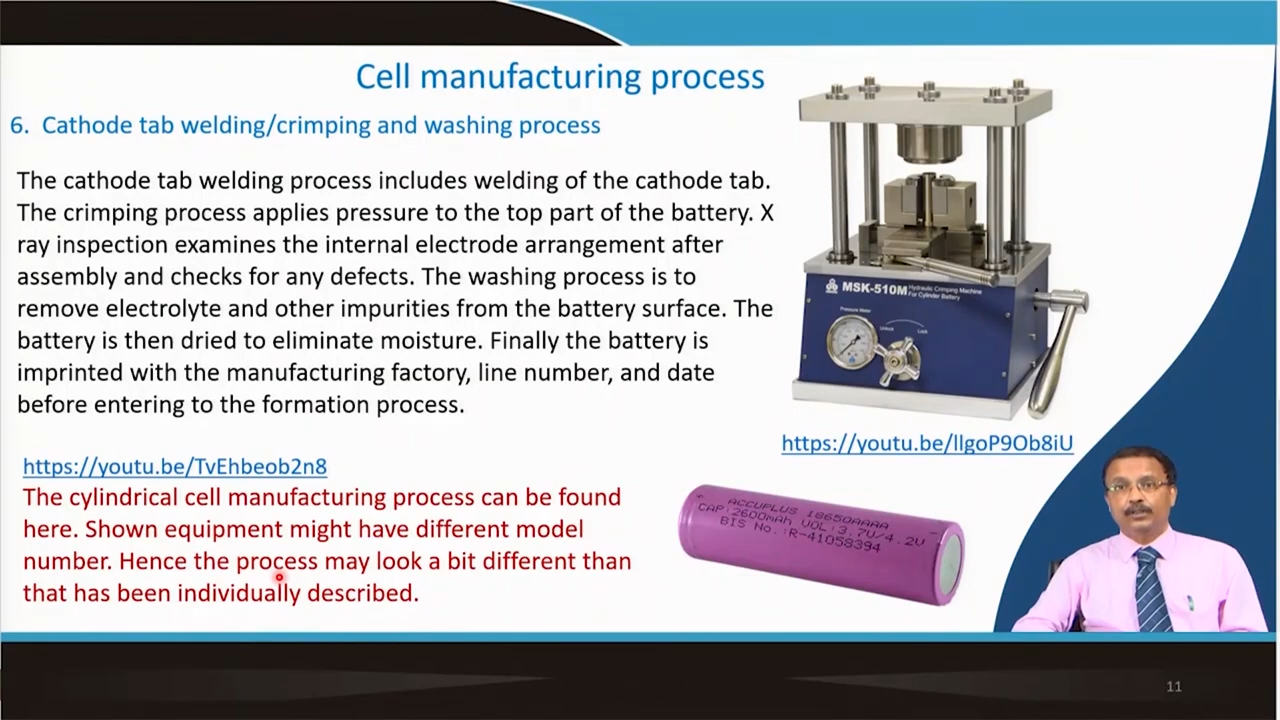 Cell manufacturing process
6. Cathode tab welding/crimping and washing process
The cathode tab welding process includes welding of the cathode tab.
The crimping process applies pressure to the top part of the battery. X
ray inspection examines the internal electrode arrangement after
assembly and checks for any defects. The washing process is to
remove electrolyte and other impurities from the battery surface. The
battery is then dried to eliminate moisture. Finally the battery is
imprinted with the manufacturing factory, line number, and date
before entering to the formation process.
MSK-510M Hydraulic Crimping Machine
For Cylinder Battery
Pressure Meter
Unlock Lock
https://youtu.be/llgoP9Ob8iU
https://youtu.be/TvEhbeob2n8
The cylindrical cell manufacturing process can be found
here. Shown equipment might have different model
number. Hence the process may look a bit different than
that has been individually described.
+ ACCUPLUS 18650AAAA -
CAP:2600mAh VOL:3.7V/4.2V
BIS No.:R-41058394
11